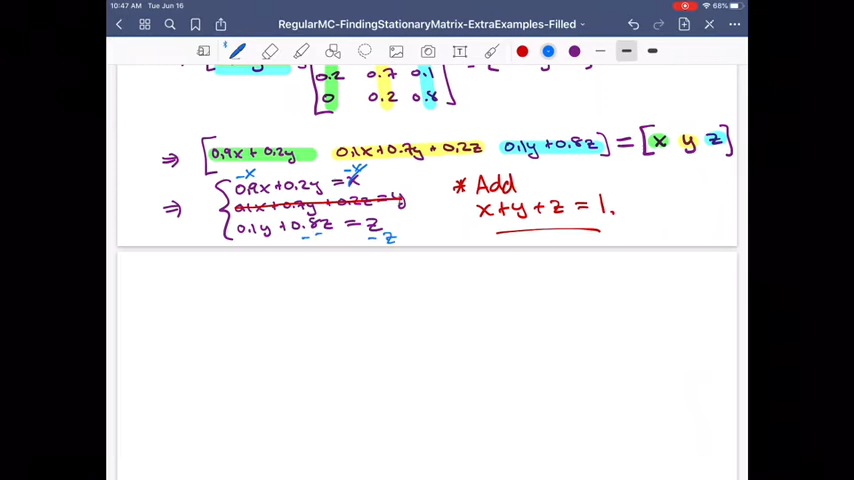 10:47 AM Tue Jun 16
68%
RegularMC-FindingStationaryMatrix-ExtraExamples-Filled
0.2 0.7 0.1
0 0.2 0.8
⇒ [0.9x+0.2y 0.1x+0.7y+0.2z 0.1y+0.8z] = [x y z]
-x -x
⇒ { 0.9x+0.2y = x
0.1x+0.7y+0.2z=y
0.1y+0.8z = z
- z
* Add
x+y+z = 1.